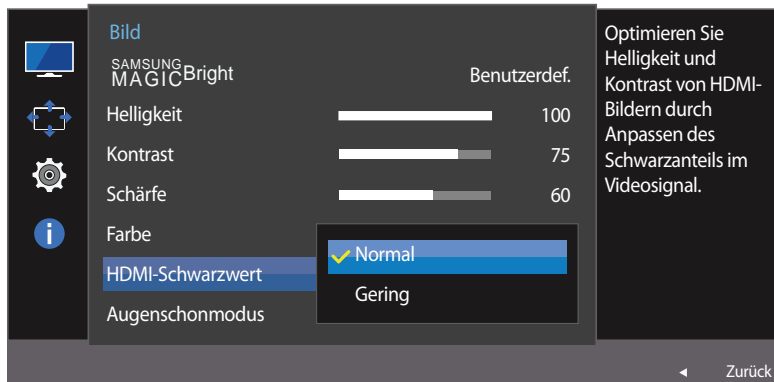 Bild
SAMSUNG
MAGICBright Benutzerdef.
Helligkeit 100
Kontrast 75
Schärfe 60
Farbe
HDMI-Schwarzwert
Augenschonmodus
Normal
Gering
Optimieren Sie
Helligkeit und
Kontrast von HDMI-
Bildern durch
Anpassen des
Schwarzanteils im
Videosignal.
Zurück